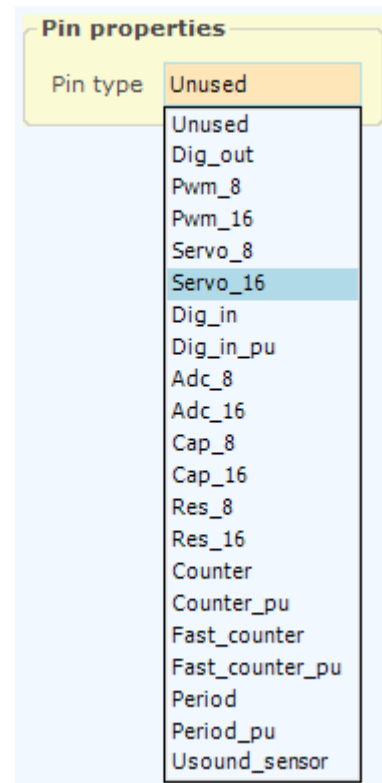 Pin properties
Pin type Unused
Unused
Dig_out
Pwm_8
Pwm_16
Servo_8
Servo_16
Dig_in
Dig_in_pu
Adc_8
Adc_16
Cap_8
Cap_16
Res_8
Res_16
Counter
Counter_pu
Fast_counter
Fast_counter_pu
Period
Period_pu
Usound_sensor